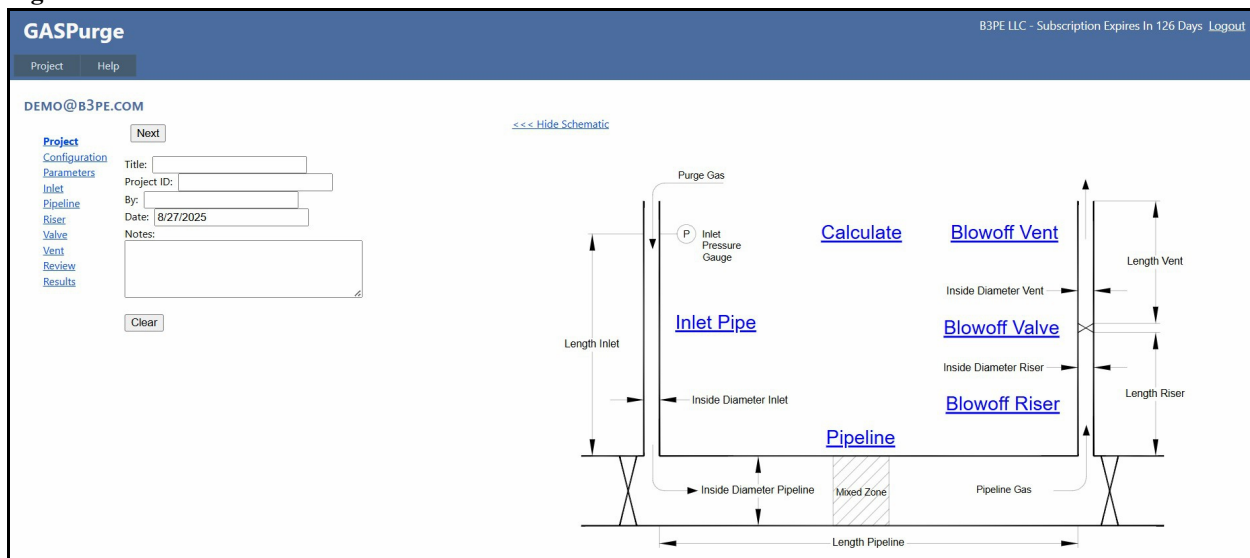 GASPurge
B3PE LLC - Subscription Expires In 126 Days Logout
Project Help
DEMO@B3PE.COM
Project
Configuration
Parameters
Inlet
Pipeline
Riser
Valve
Vent
Review
Results
Next
Title:
Project ID:
By:
Date: 8/27/2025
Notes:
Clear
<<< Hide Schematic
Purge Gas
P
Inlet
Pressure
Gauge
Calculate
Blowoff Vent
Length Vent
Inside Diameter Vent
Inlet Pipe
Blowoff Valve
Length Inlet
Inside Diameter Riser
Inside Diameter Inlet
Blowoff Riser
Length Riser
Pipeline
Inside Diameter Pipeline
Mixed Zone
Pipeline Gas
Length Pipeline